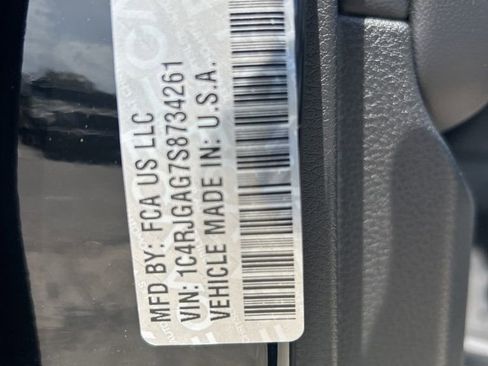 MFD BY: FCA US LLC
VIN: 1C4RJGAG7S8734261
VEHICLE MADE IN: U.S.A.